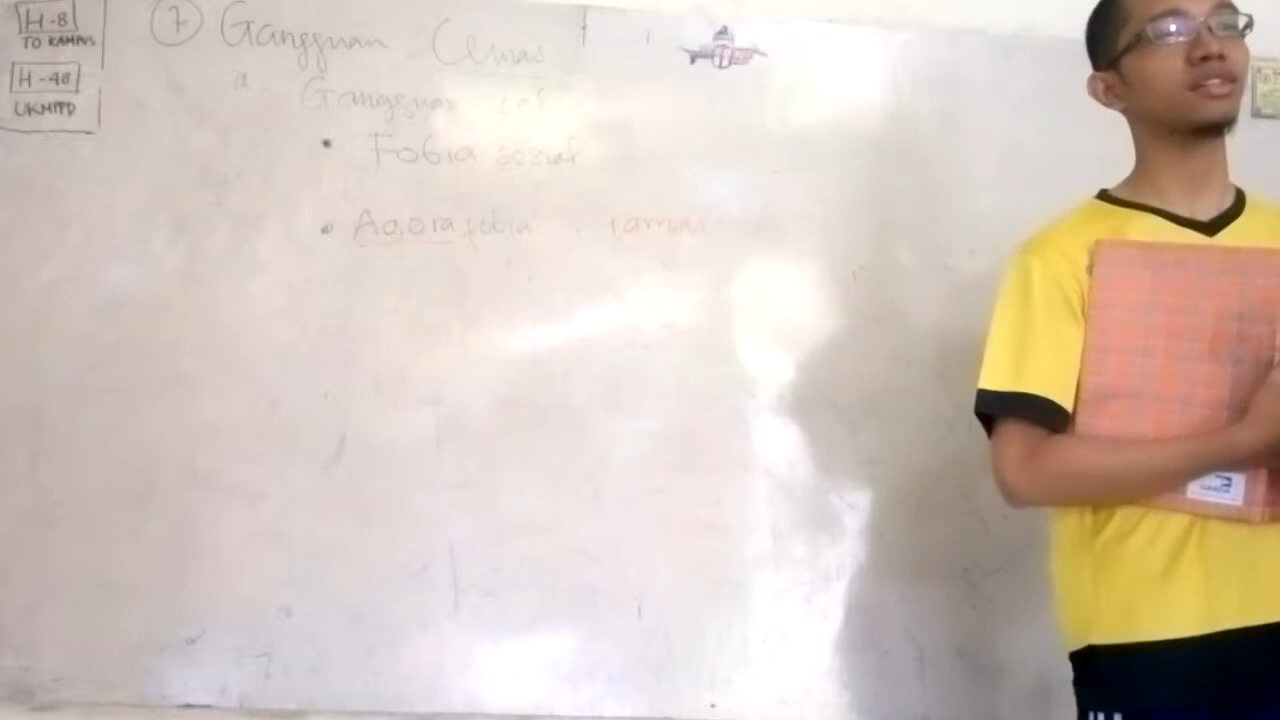 H-8
TO KAMPUS
H-48
UKMPPD
7 Gangguan Cemas
a Gangguan
• Fobia sosial
• Agorafobia . ramai